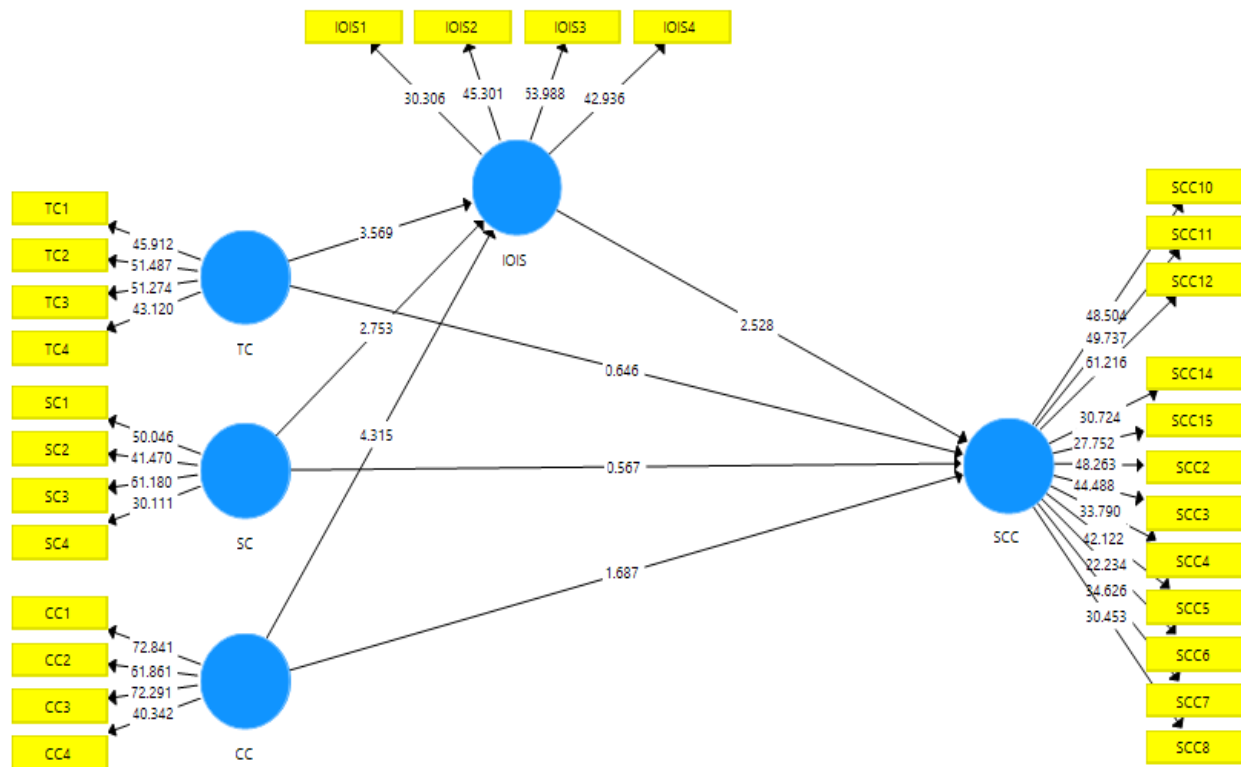 IOIS1 IOIS2 IOIS3 IOIS4
30.306 45.301 53.988 42.936
IOIS
TC1
TC2
TC3
TC4
45.912
51.487
51.274
43.120
TC
3.569
2.753
4.315
2.528
0.646
0.567
1.687
SC1
SC2
SC3
SC4
50.046
41.470
61.180
30.111
SC
CC1
CC2
CC3
CC4
72.841
61.861
72.291
40.342
CC
SCC
48.504
49.737
61.216
30.724
27.752
48.263
44.488
33.790
42.122
22.234
34.626
30.453
SCC10
SCC11
SCC12
SCC14
SCC15
SCC2
SCC3
SCC4
SCC5
SCC6
SCC7
SCC8